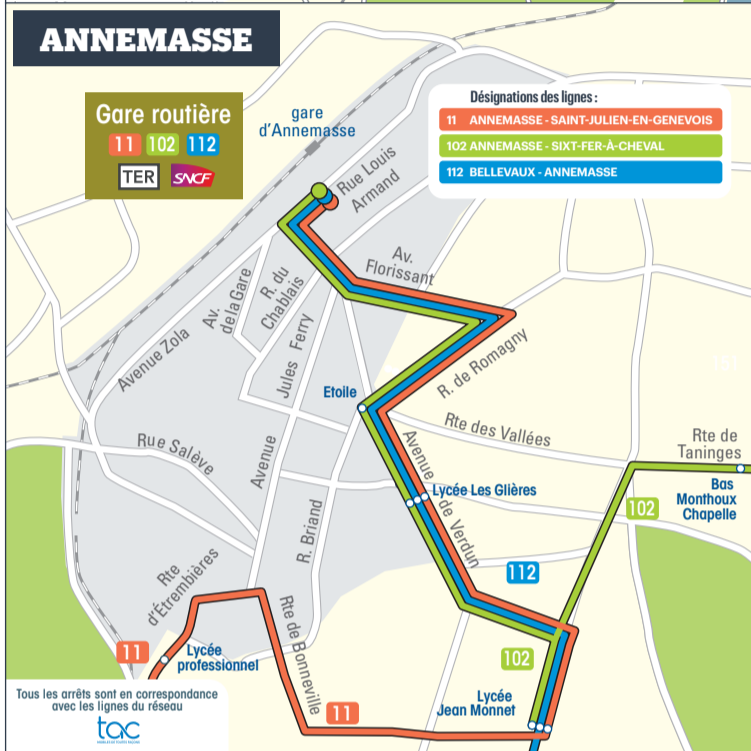 ANNEMASSE
Gare routière
11 102 112
TER SNCF
gare
d'Annemasse
Désignations des lignes :
11 ANNEMASSE - SAINT-JULIEN-EN-GENEVOIS
102 ANNEMASSE - SIXT-FER-À-CHEVAL
112 BELLEVAUX - ANNEMASSE
Rue Louis
Armand
Av.
Florissant
Av.
de la Gare
R. du
Chablais
Avenue Zola
Jules Ferry
Avenue
R. de Romagny
Etoile
Rte des Vallées
Rue Salève
Avenue
de Verdun
Lycée Les Glières
Rte de
Taninges
Bas
Monthoux
Chapelle
102
R. Briand
112
Rte
d'Étrembières
Rte de Bonneville
11
Lycée
professionnel
102
Lycée
Jean Monnet
11
Tous les arrêts sont en correspondance
avec les lignes du réseau
tac